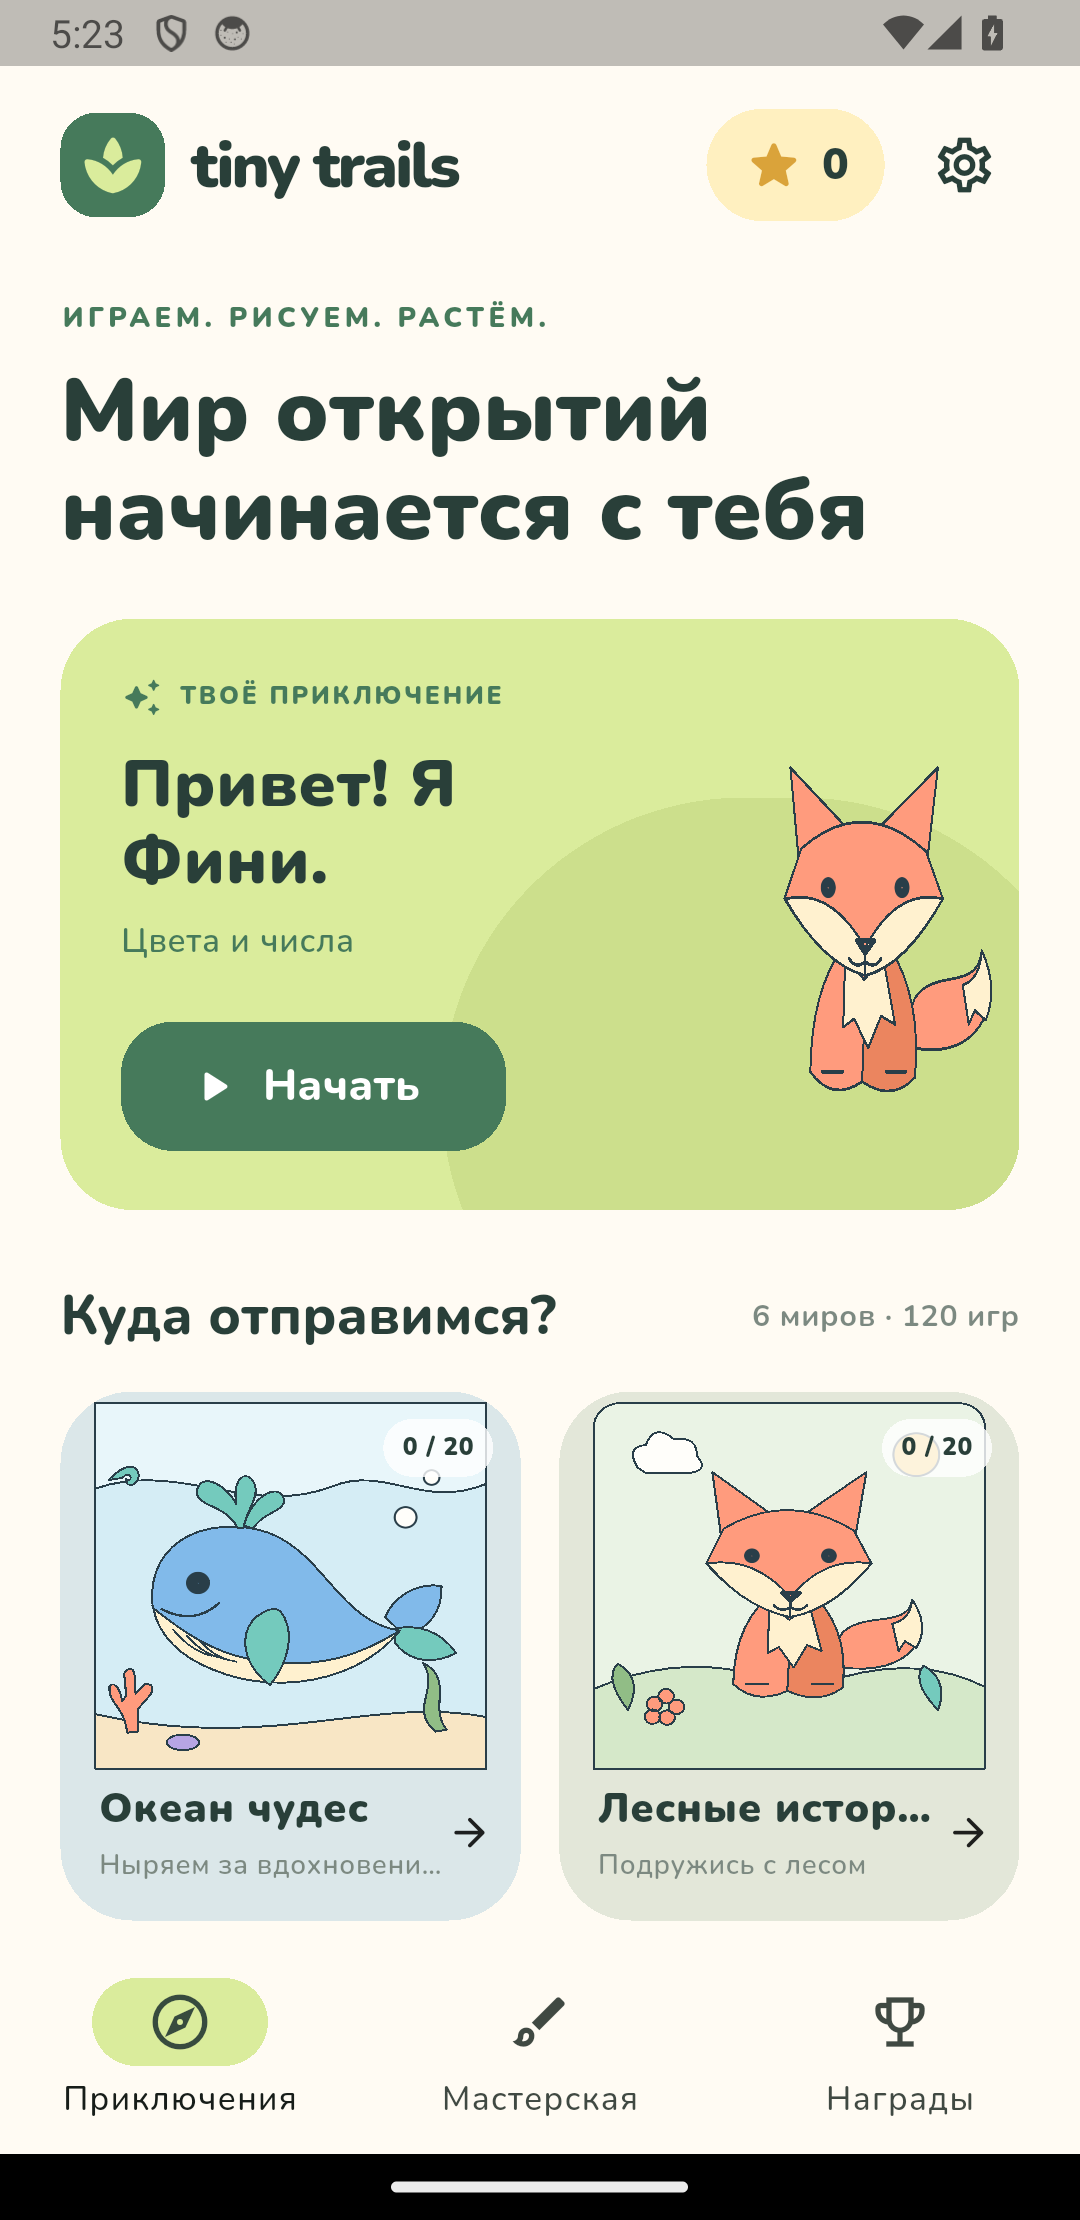 5:23
tiny trails
0
ИГРАЕМ. РИСУЕМ. РАСТЁМ.
Мир открытий
начинается с тебя
ТВОЁ ПРИКЛЮЧЕНИЕ
Привет! Я
Фини.
Цвета и числа
Начать
Куда отправимся?
6 миров · 120 игр
0 / 20
0 / 20
Океан чудес
Ныряем за вдохновени...
Лесные истор...
Подружись с лесом
Приключения
Мастерская
Награды